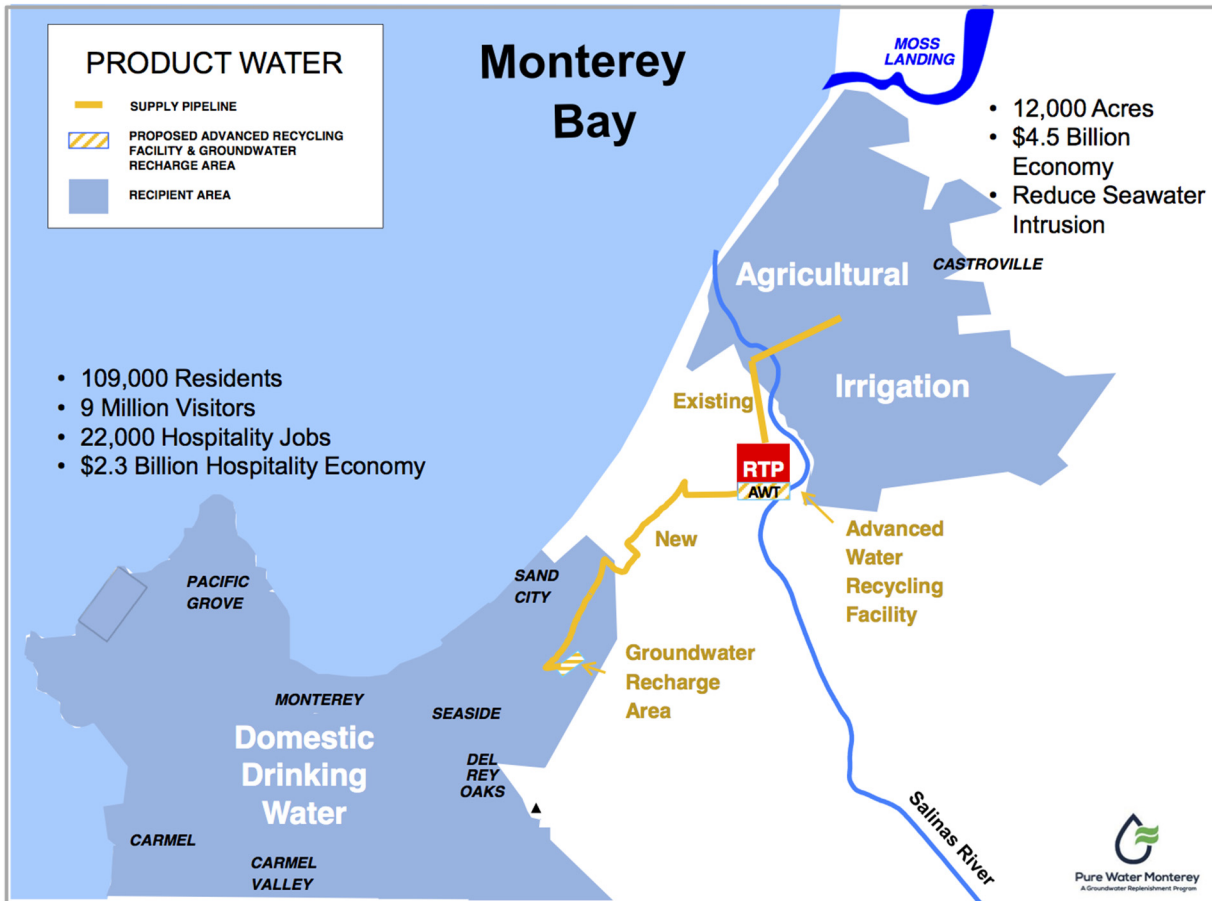 PRODUCT WATER
SUPPLY PIPELINE
PROPOSED ADVANCED RECYCLING
FACILITY & GROUNDWATER
RECHARGE AREA
RECIPIENT AREA
Monterey
Bay
MOSS
LANDING
• 12,000 Acres
• $4.5 Billion
Economy
• Reduce Seawater
Intrusion
Agricultural
CASTROVILLE
Irrigation
• 109,000 Residents
• 9 Million Visitors
• 22,000 Hospitality Jobs
• $2.3 Billion Hospitality Economy
Existing
RTP
AWT
New
Advanced
Water
Recycling
Facility
PACIFIC
GROVE
SAND
CITY
Groundwater
Recharge
Area
MONTEREY
SEASIDE
Domestic
Drinking
Water
DEL
REY
OAKS
CARMEL
CARMEL
VALLEY
Salinas River
Pure Water Monterey
A Groundwater Replenishment Program